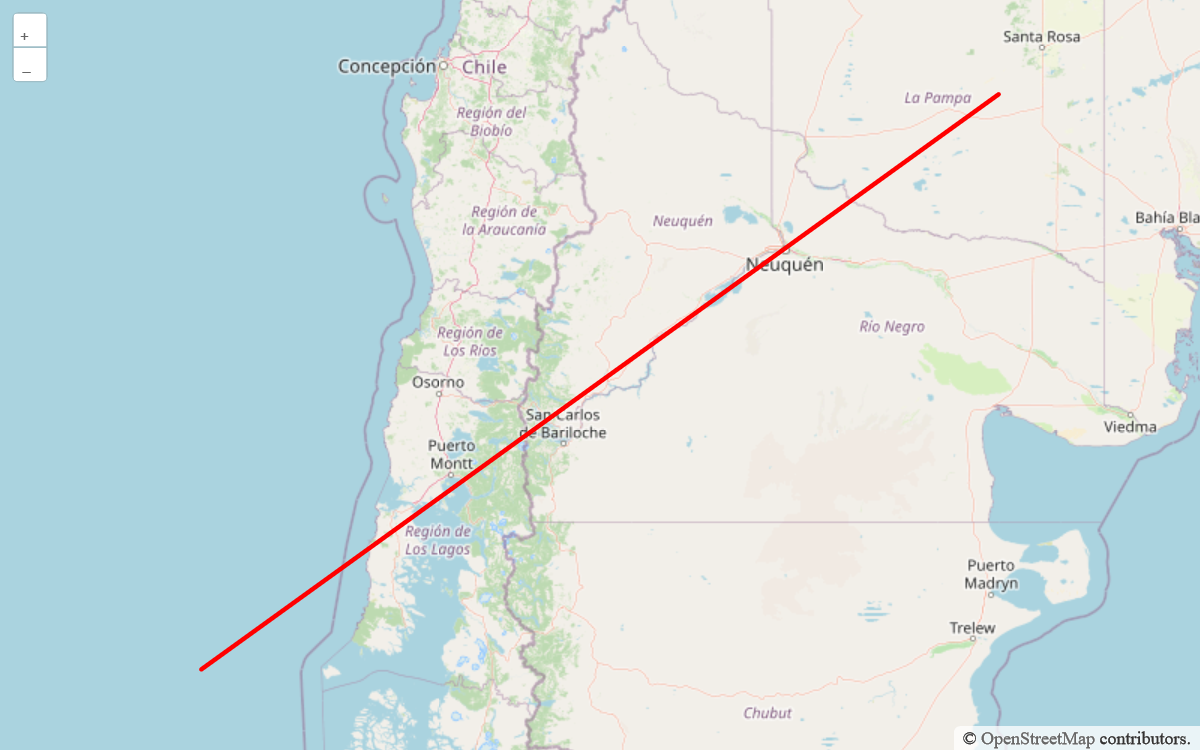 +
–
Santa Rosa
Concepción
Chile
La Pampa
Región del
Biobío
Región de
la Araucanía
Neuquén
Bahía Bla
Neuquén
Río Negro
Región de
Los Ríos
Osorno
San Carlos
de Bariloche
Viedma
Puerto
Montt
Región de
Los Lagos
Puerto
Madryn
Trelew
Chubut
© OpenStreetMap contributors.